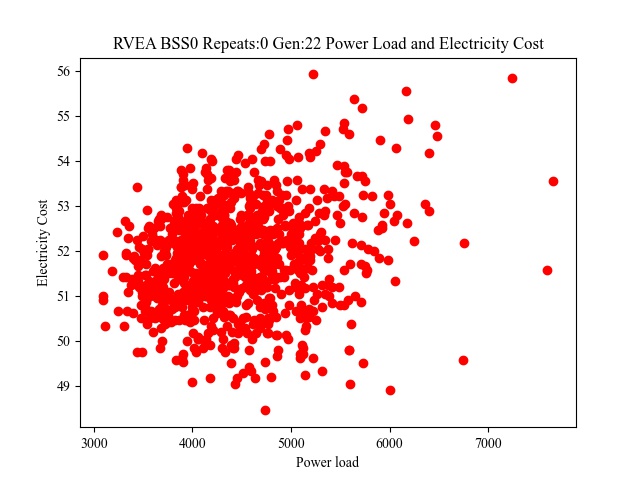 RVEA BSS0 Repeats:0 Gen:22 Power Load and Electricity Cost
56
55
54
53
52
51
50
49
Electricity Cost
3000 4000 5000 6000 7000
Power load